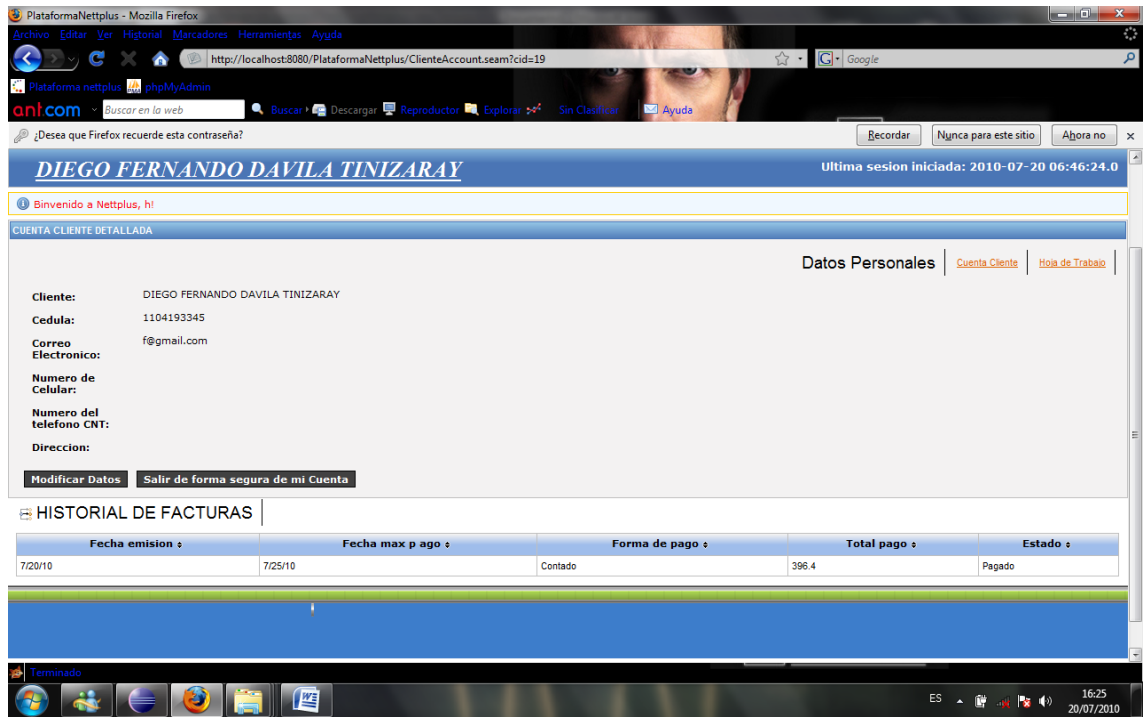 PlataformaNettplus - Mozilla Firefox
Archivo Editar Ver Historial Marcadores Herramientas Ayuda
http://localhost:8080/PlataformaNettplus/ClienteAccount.seam?cid=19
G Google
Plataforma nettplus phpMyAdmin
ant.com Buscar en la web Buscar Descargar Reproductor Explorar Sin Clasificar Ayuda
¿Desea que Firefox recuerde esta contraseña? Recordar Nunca para este sitio Ahora no x
DIEGO FERNANDO DAVILA TINIZARAY Ultima sesion iniciada: 2010-07-20 06:46:24.0
Binvenido a Nettplus, h!
CUENTA CLIENTE DETALLADA
Datos Personales Cuenta Cliente Hoja de Trabajo
Cliente: DIEGO FERNANDO DAVILA TINIZARAY
Cedula: 1104193345
Correo Electronico: f@gmail.com
Numero de
Celular:
Numero del
telefono CNT:
Direccion:
Modificar Datos Salir de forma segura de mi Cuenta
HISTORIAL DE FACTURAS
Fecha emision Fecha max p ago Forma de pago Total pago Estado
7/20/10 7/25/10 Contado 396.4 Pagado
Terminado
ES 16:25
20/07/2010